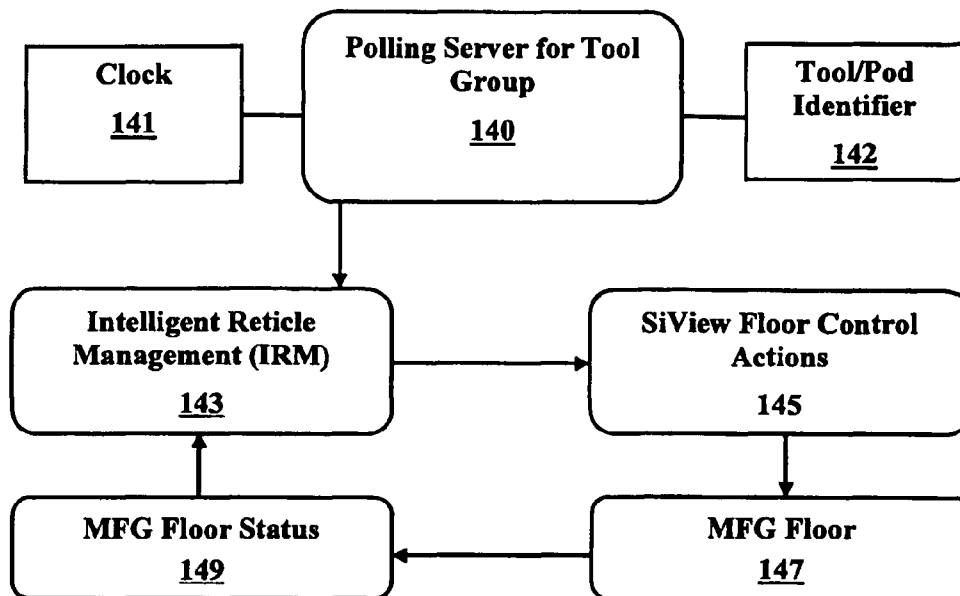 Clock
141
Polling Server for Tool
Group
140
Tool/Pod
Identifier
142
Intelligent Reticle
Management (IRM)
143
SiView Floor Control
Actions
145
MFG Floor Status
149
MFG Floor
147